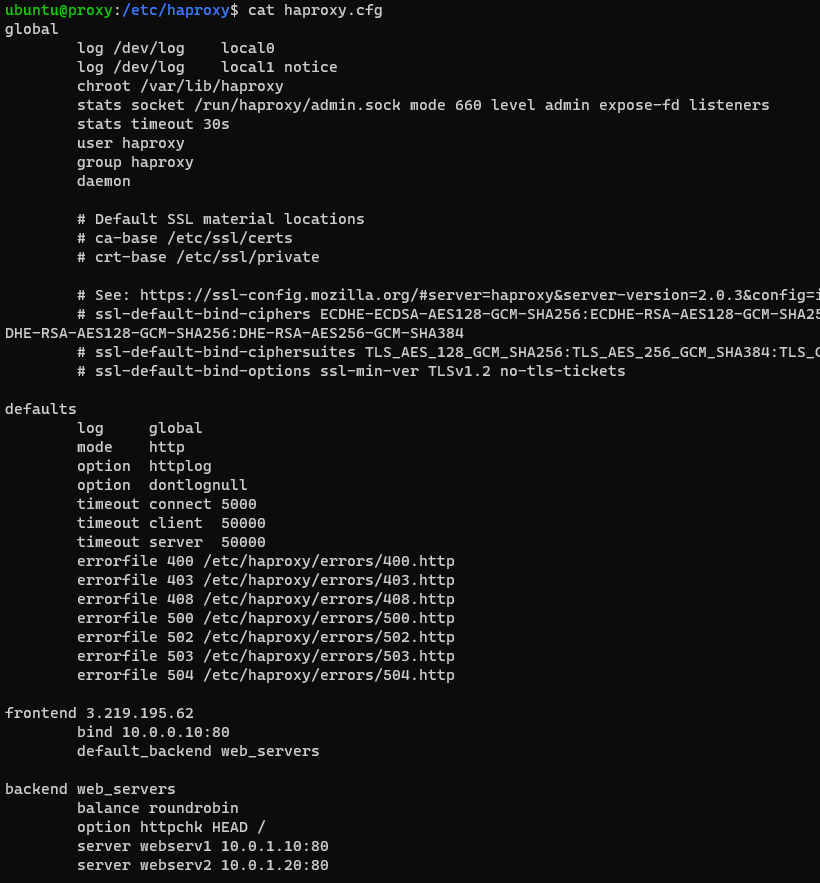 ubuntu@proxy:/etc/haproxy$ cat haproxy.cfg
global
        log /dev/log    local0
        log /dev/log    local1 notice
        chroot /var/lib/haproxy
        stats socket /run/haproxy/admin.sock mode 660 level admin expose-fd listeners
        stats timeout 30s
        user haproxy
        group haproxy
        daemon

        # Default SSL material locations
        # ca-base /etc/ssl/certs
        # crt-base /etc/ssl/private

        # See: https://ssl-config.mozilla.org/#server=haproxy&server-version=2.0.3&config=i
        # ssl-default-bind-ciphers ECDHE-ECDSA-AES128-GCM-SHA256:ECDHE-RSA-AES128-GCM-SHA25
DHE-RSA-AES128-GCM-SHA256:DHE-RSA-AES256-GCM-SHA384
        # ssl-default-bind-ciphersuites TLS_AES_128_GCM_SHA256:TLS_AES_256_GCM_SHA384:TLS_C
        # ssl-default-bind-options ssl-min-ver TLSv1.2 no-tls-tickets

defaults
        log     global
        mode    http
        option  httplog
        option  dontlognull
        timeout connect 5000
        timeout client  50000
        timeout server  50000
        errorfile 400 /etc/haproxy/errors/400.http
        errorfile 403 /etc/haproxy/errors/403.http
        errorfile 408 /etc/haproxy/errors/408.http
        errorfile 500 /etc/haproxy/errors/500.http
        errorfile 502 /etc/haproxy/errors/502.http
        errorfile 503 /etc/haproxy/errors/503.http
        errorfile 504 /etc/haproxy/errors/504.http

frontend 3.219.195.62
        bind 10.0.0.10:80
        default_backend web_servers

backend web_servers
        balance roundrobin
        option httpchk HEAD /
        server webserv1 10.0.1.10:80
        server webserv2 10.0.1.20:80